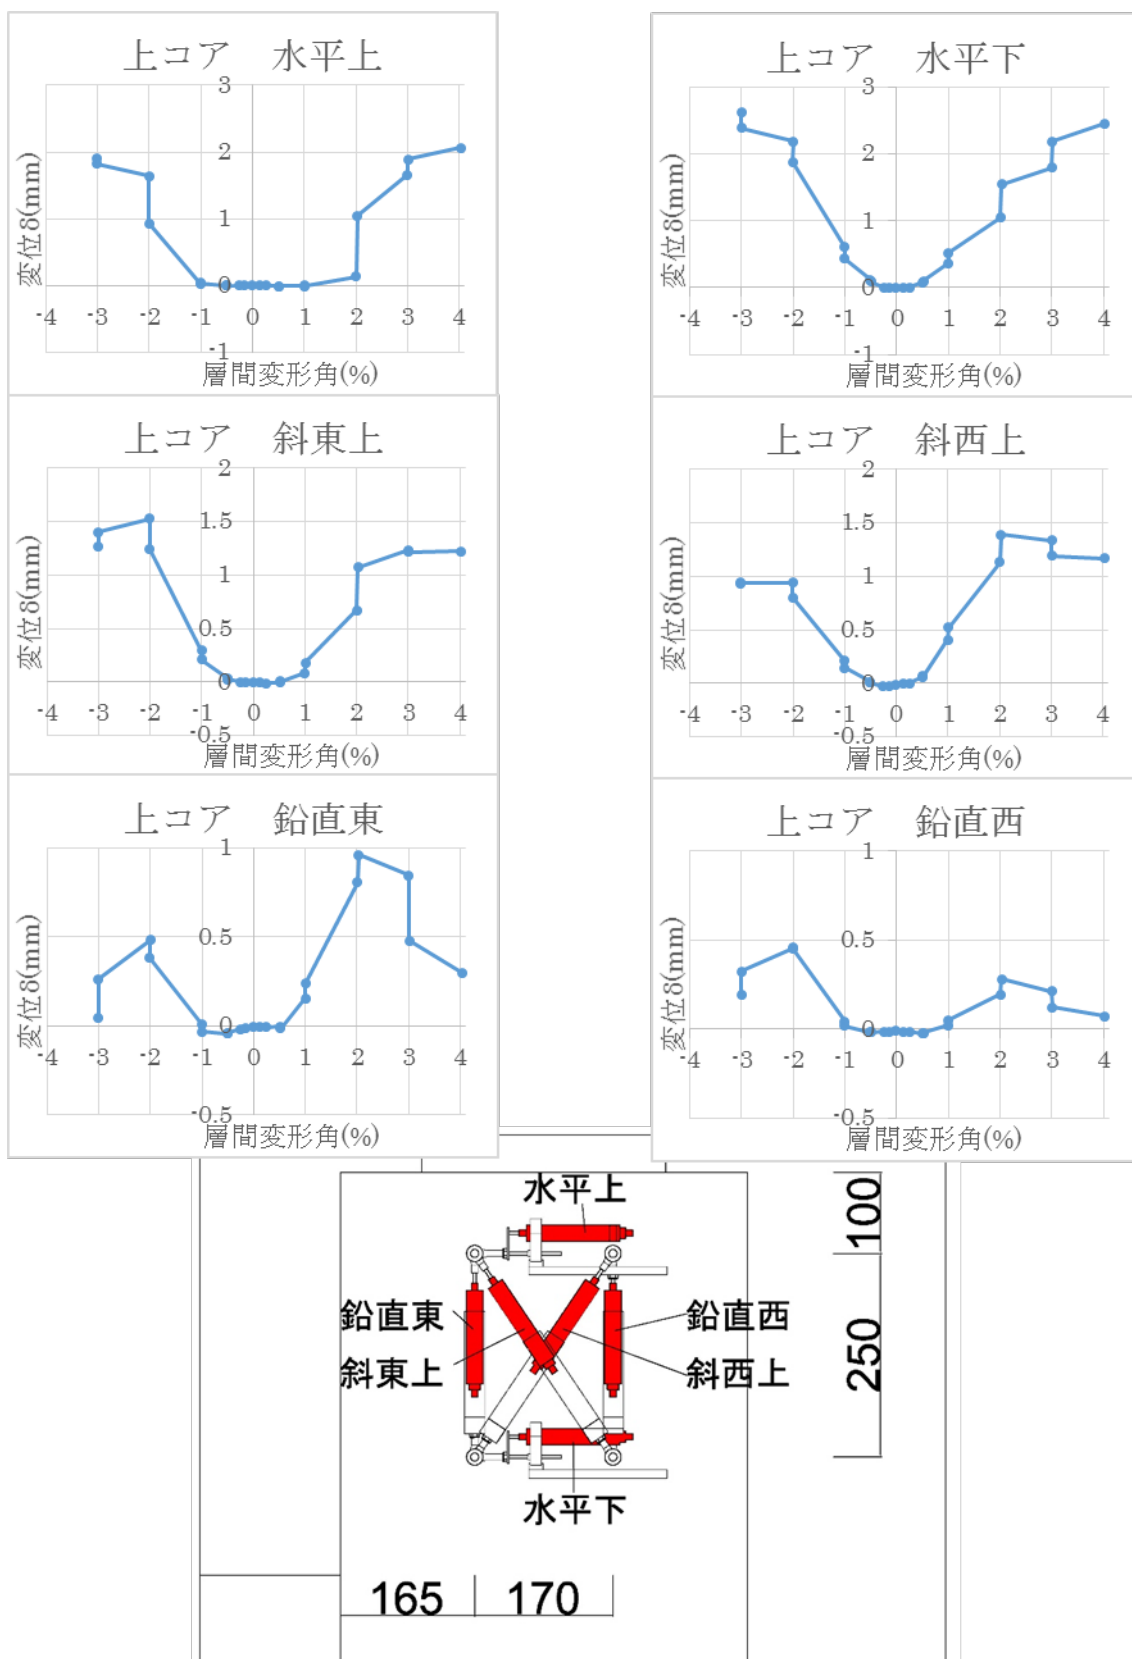 上コア 水平上
3
2
1
0
-1
-4 -3 -2 -1 0 1 2 3 4
変位δ(mm)
層間変形角(%)
上コア 水平下
3
2
1
0
-1
-4 -3 -2 -1 0 1 2 3 4
変位δ(mm)
層間変形角(%)
上コア 斜東上
2
1.5
1
0.5
0
-0.5
-4 -3 -2 -1 0 1 2 3 4
変位δ(mm)
層間変形角(%)
上コア 斜西上
2
1.5
1
0.5
0
-0.5
-4 -3 -2 -1 0 1 2 3 4
変位δ(mm)
層間変形角(%)
上コア 鉛直東
1
0.5
0
-0.5
-4 -3 -2 -1 0 1 2 3 4
変位δ(mm)
層間変形角(%)
上コア 鉛直西
1
0.5
0
-0.5
-4 -3 -2 -1 0 1 2 3 4
変位δ(mm)
層間変形角(%)
水平上
100
鉛直東
鉛直西
斜東上
斜西上
250
水平下
165
170